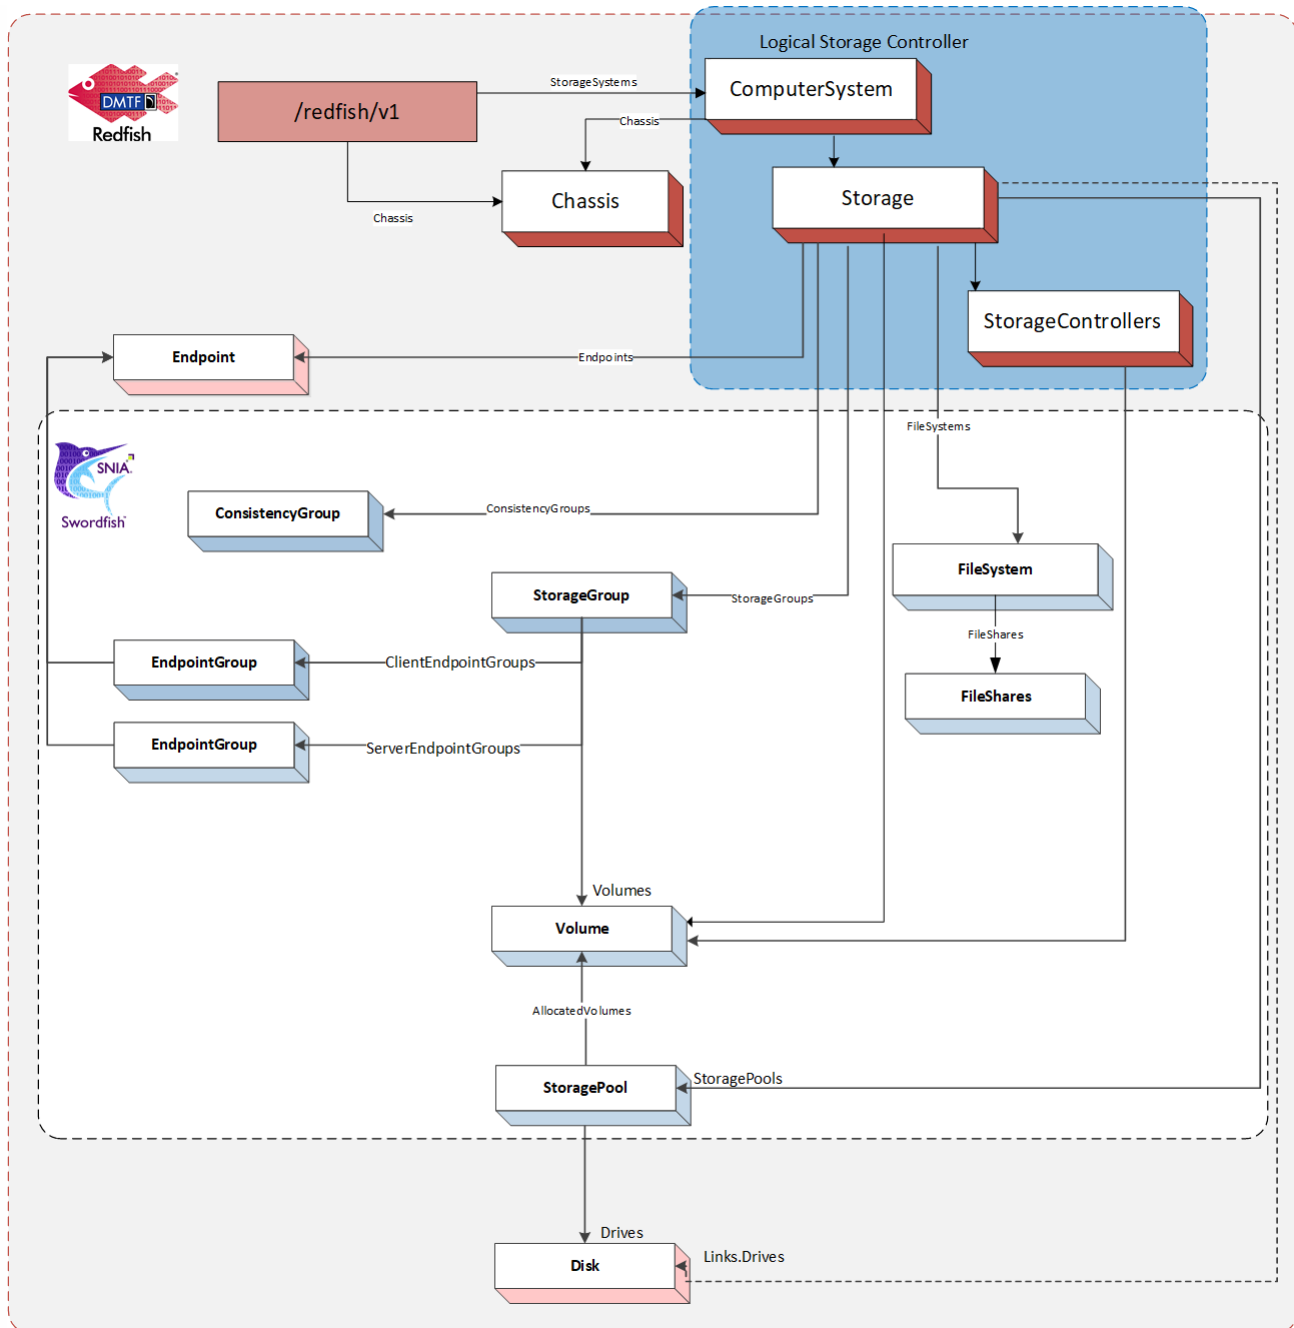 Logical Storage Controller
DMTF
Redfish
/redfish/v1
StorageSystems
ComputerSystem
Chassis
Chassis
Storage
Chassis
StorageControllers
Endpoint
Endpoints
FileSystems
SNIA
Swordfish
ConsistencyGroup
ConsistencyGroups
FileSystem
StorageGroup
StorageGroups
FileShares
EndpointGroup
ClientEndpointGroups
FileShares
EndpointGroup
ServerEndpointGroups
Volumes
Volume
AllocatedVolumes
StoragePool
StoragePools
Drives
Disk
Links.Drives